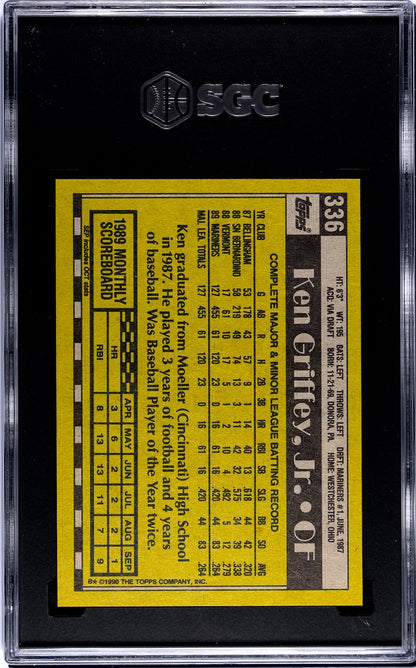 SGC
336
Topps®
Ken Griffey, Jr. • OF
HT: 6'3" WT: 195 BATS: LEFT THROWS: LEFT DRFT: MARINERS #1, JUNE, 1987
ACQ: VIA DRAFT BORN: 11-21-69, DONORA, PA. HOME: WESTCHESTER, OHIO
COMPLETE MAJOR & MINOR LEAGUE BATTING RECORD
YR CLUB G AB R H 2B 3B HR RBI SB SLG BB SO AVG
87 BELLINGHAM 53 178 43 57 9 1 14 40 13 .618 44 42 .320
88 SN BERNARDINO 58 219 74 13 3 11 42 32 .575 34 39 .338
88 VERMONT 17 61 10 17 5 1 2 10 4 .492 5 12 .279
89 MARINERS 127 455 61 120 23 0 16 61 16 .420 44 83 .264
MAJ. LEA. TOTALS 127 455 61 120 23 0 16 61 16 .420 44 83 .264
Ken graduated from Moeller (Cincinnati) High School
in 1987. He played 3 years of football and 4 years
of baseball. Was Baseball Player of the Year twice.
1989 MONTHLY
SCOREBOARD
APR MAY JUN JUL AUG SEP
HR 3 6 2 2 1
RBI 8 13 13 11 7 9
SEP includes OCT stats
B* ©1990 THE TOPPS COMPANY, INC.